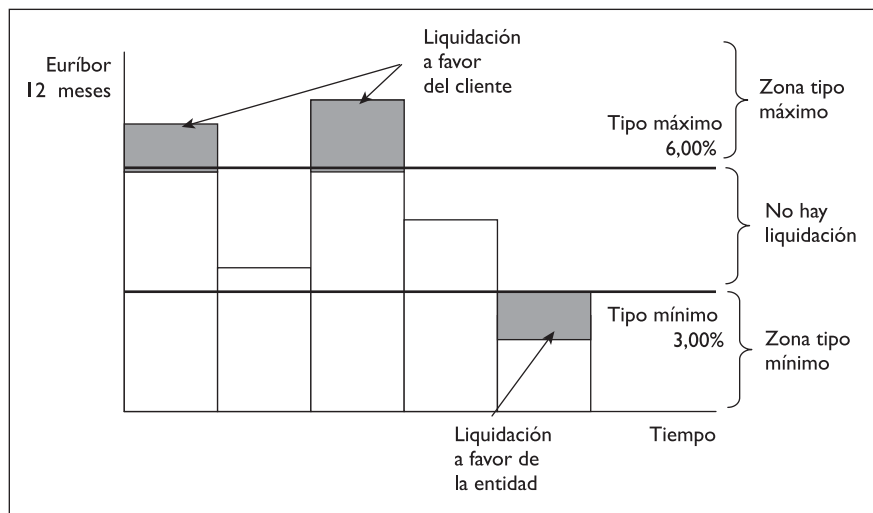 Liquidación
a favor
del cliente
Euríbor
12 meses
Zona tipo
máximo
Tipo máximo
6,00%
No hay
liquidación
Tipo mínimo
3,00%
Zona tipo
mínimo
Liquidación
a favor de
la entidad
Tiempo